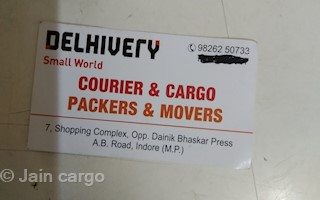 DELHIVERY
98262 50733
Small World
COURIER & CARGO
PACKERS & MOVERS
7, Shopping Complex, Opp. Dainik Bhaskar Press
A.B. Road, Indore (M.P.)
© Jain cargo